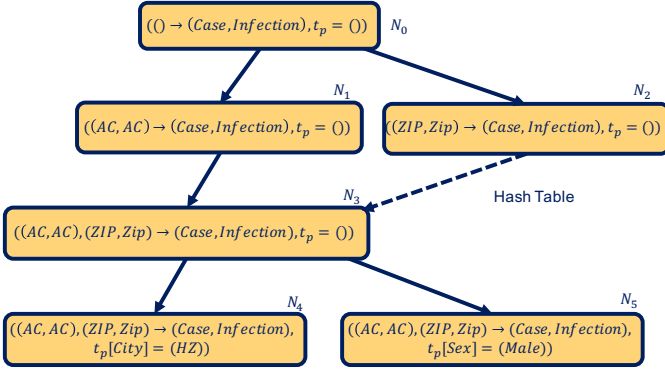 ((() → (Case, Infection), t_p = ()) N_0
N_1
((AC, AC) → (Case, Infection), t_p = ())
N_2
((ZIP, Zip) → (Case, Infection), t_p = ())
Hash Table
N_3
((AC, AC), (ZIP, Zip) → (Case, Infection), t_p = ())
N_4
((AC, AC), (ZIP, Zip) → (Case, Infection),
t_p[City] = (HZ))
N_5
((AC, AC), (ZIP, Zip) → (Case, Infection),
t_p[Sex] = (Male))